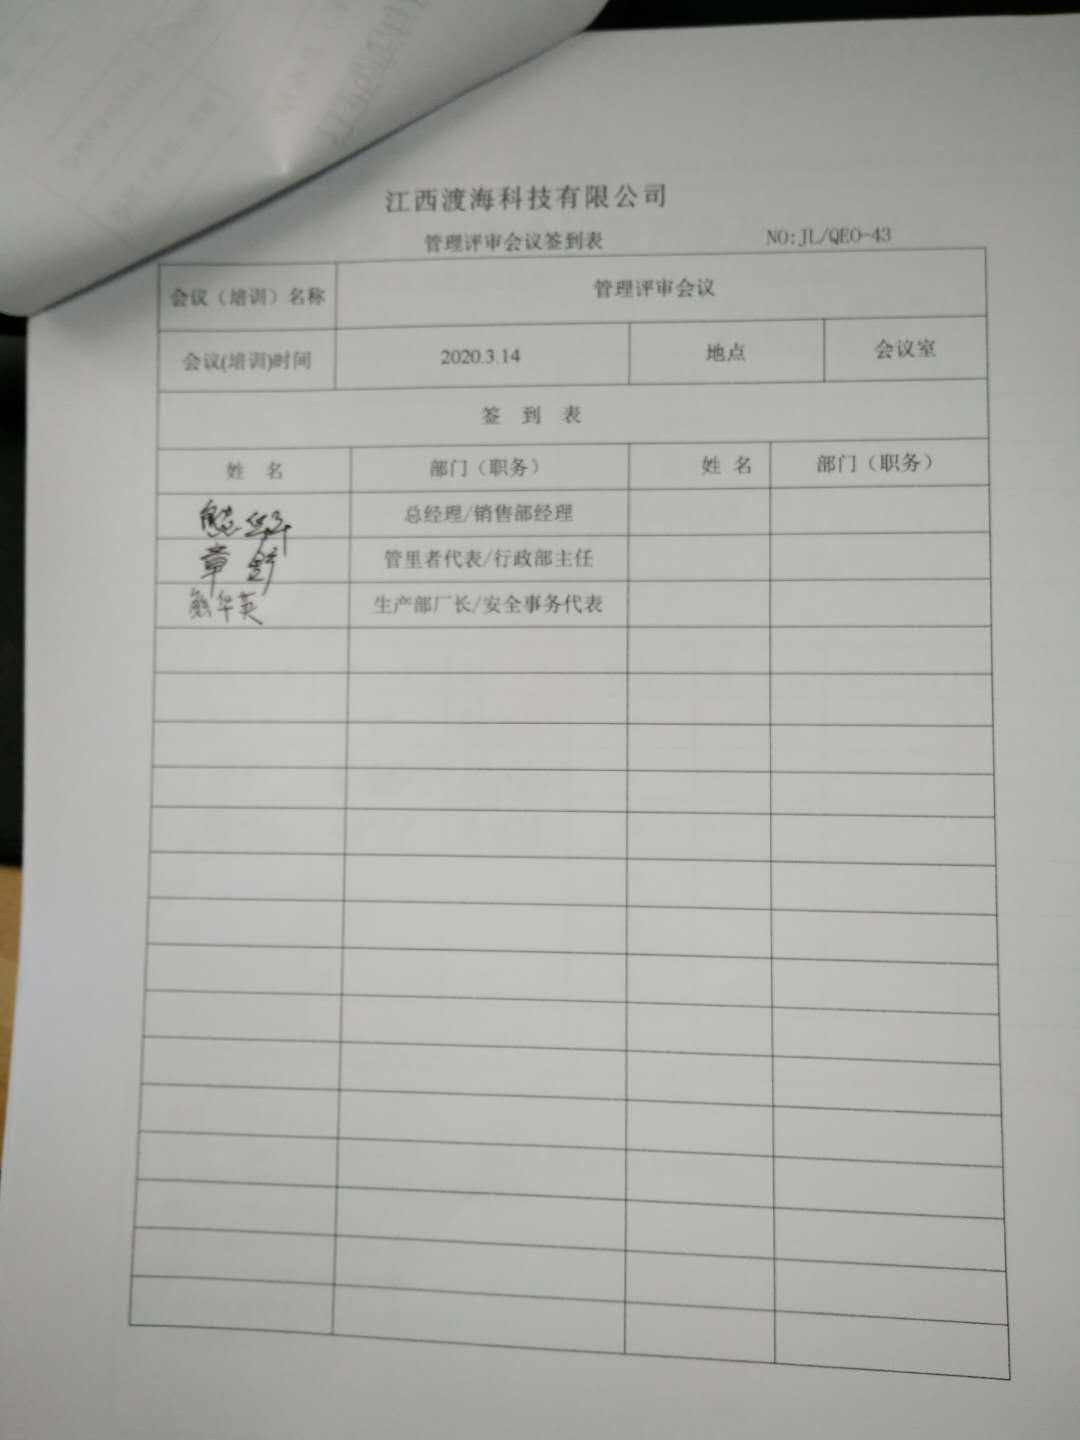 江西渡海科技有限公司
管理评审会议签到表 NO:JL/QEO-43
会议（培训）名称 管理评审会议
会议(培训)时间 2020.3.14 地点 会议室
签 到 表
姓 名 部门（职务） 姓 名 部门（职务）
总经理/销售部经理
章 管里者代表/行政部主任
熊华英 生产部厂长/安全事务代表